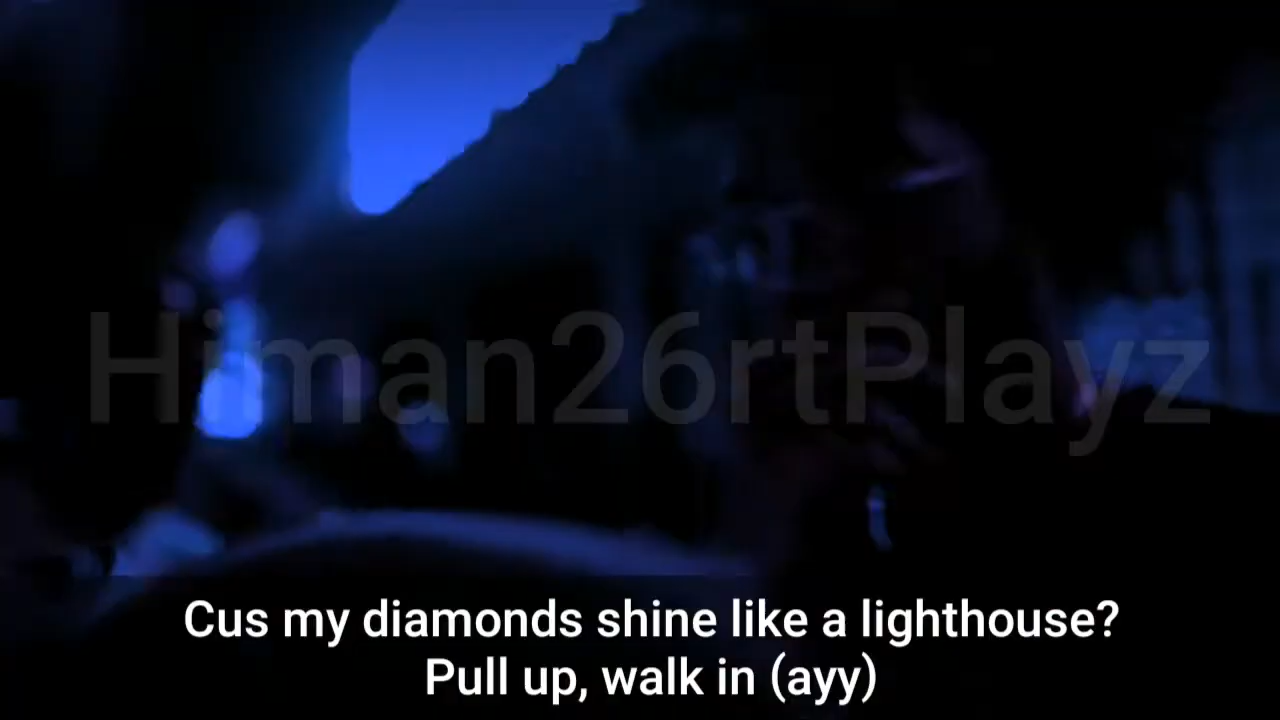 Himan26rtPlayz
Cus my diamonds shine like a lighthouse?
Pull up, walk in (ayy)